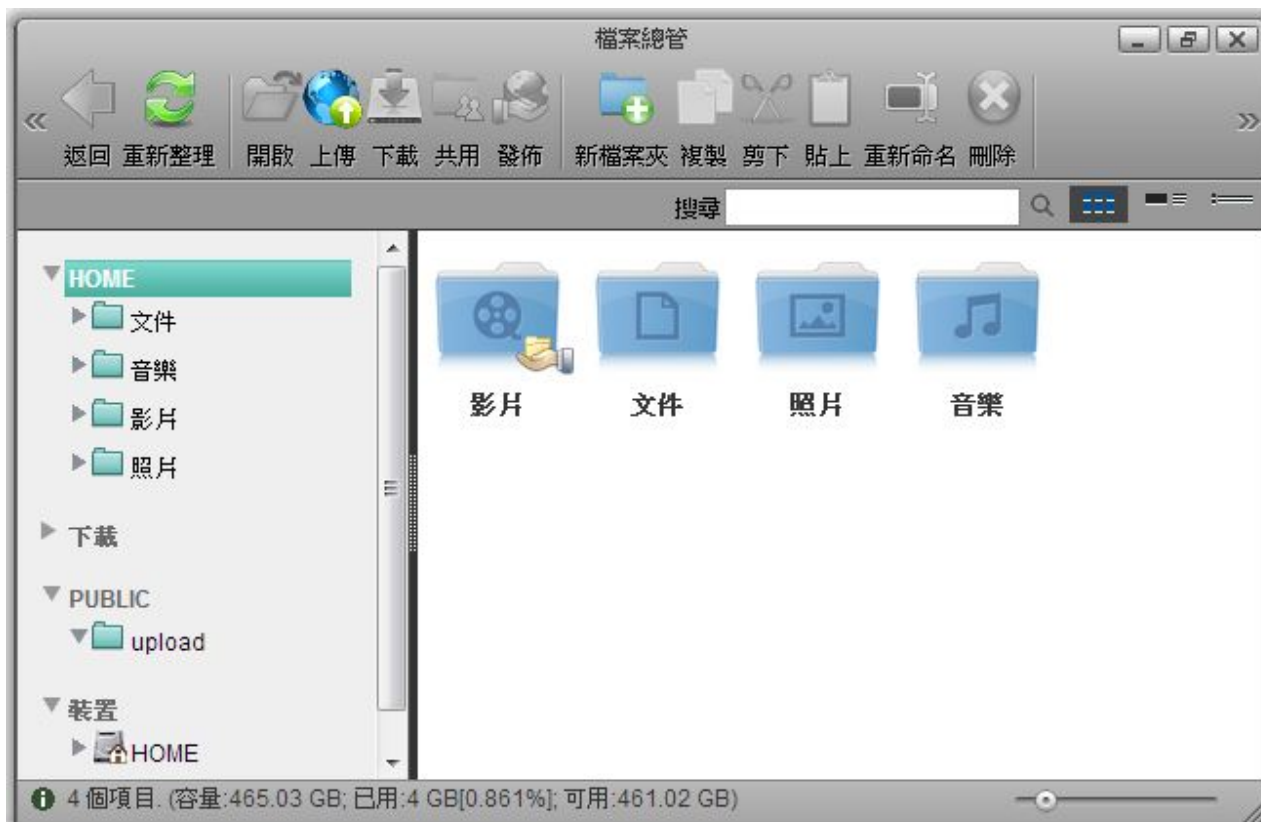 檔案總管
返回 重新整理 開啟 上傳 下載 共用 發佈 新檔案夾 複製 剪下 貼上 重新命名 刪除
搜尋
HOME
文件
音樂
影片
照片
下載
PUBLIC
upload
裝置
HOME
影片 文件 照片 音樂
4 個項目. (容量:465.03 GB; 已用:4 GB[0.861%]; 可用:461.02 GB)